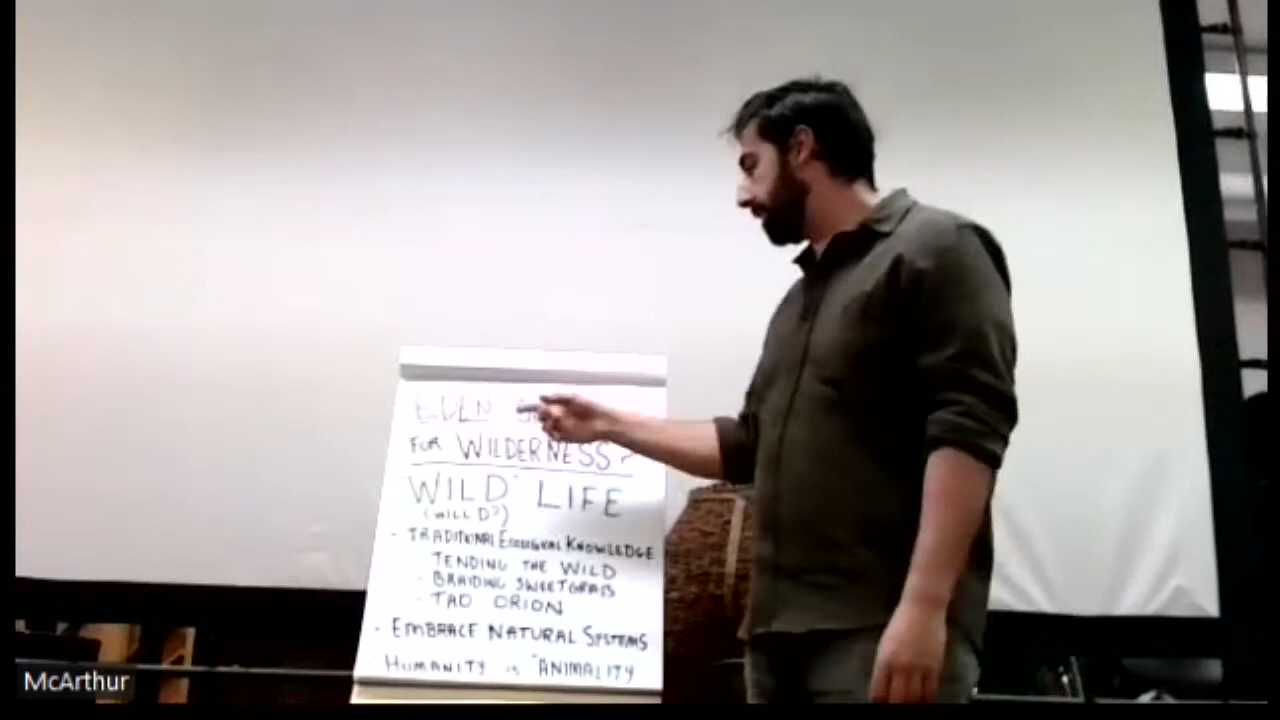 EDEN
FOR WILDERNESS?
WILD LIFE
(WILL'D?)
- TRADITIONAL ECOLOGICAL KNOWLEDGE
TENDING THE WILD
- BRAIDING SWEETGRASS
- TAO ORION
- EMBRACE NATURAL SYSTEMS
- HUMANITY is "ANIMALITY
McArthur